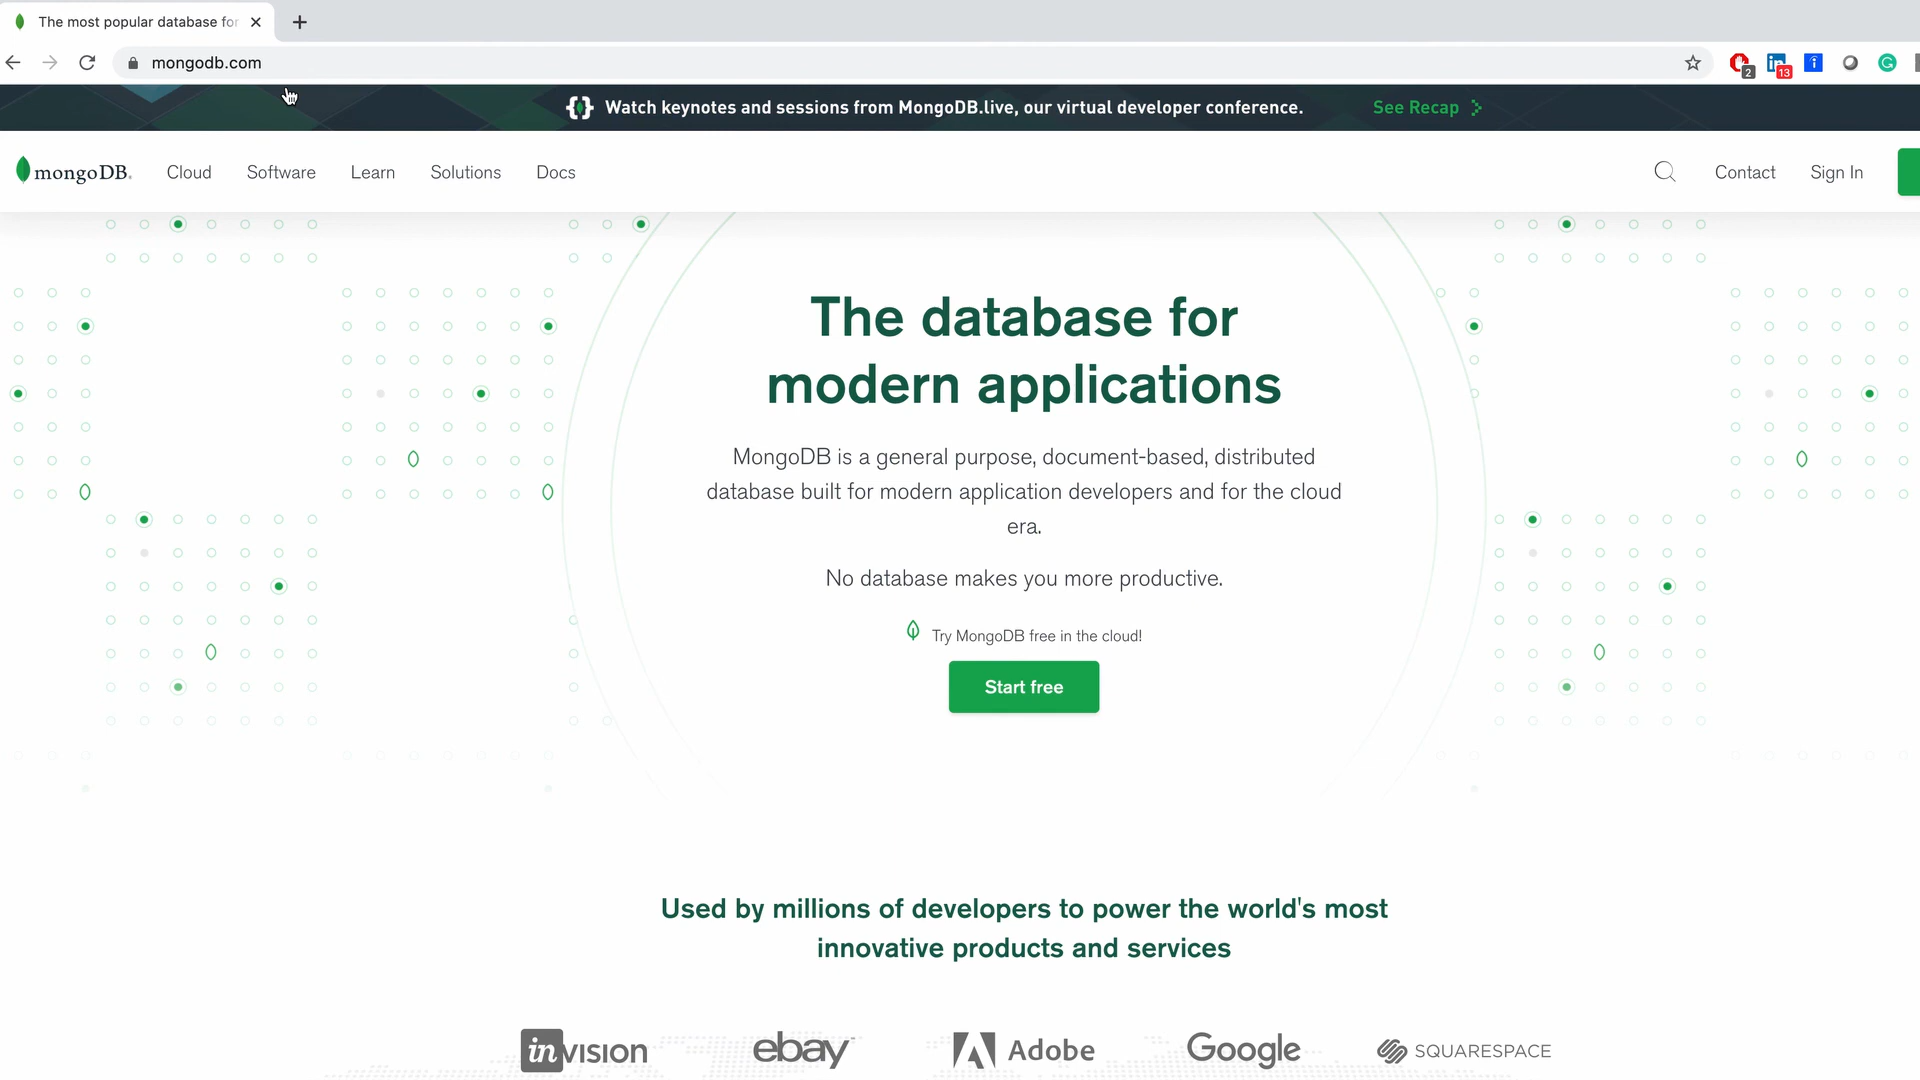 The most popular database for
mongodb.com
2
13
Watch keynotes and sessions from MongoDB.live, our virtual developer conference. See Recap
mongoDB. Cloud Software Learn Solutions Docs Contact Sign In
The database for
modern applications
MongoDB is a general purpose, document-based, distributed
database built for modern application developers and for the cloud
era.
No database makes you more productive.
Try MongoDB free in the cloud!
Start free
Used by millions of developers to power the world's most
innovative products and services
invision ebay Adobe Google SQUARESPACE